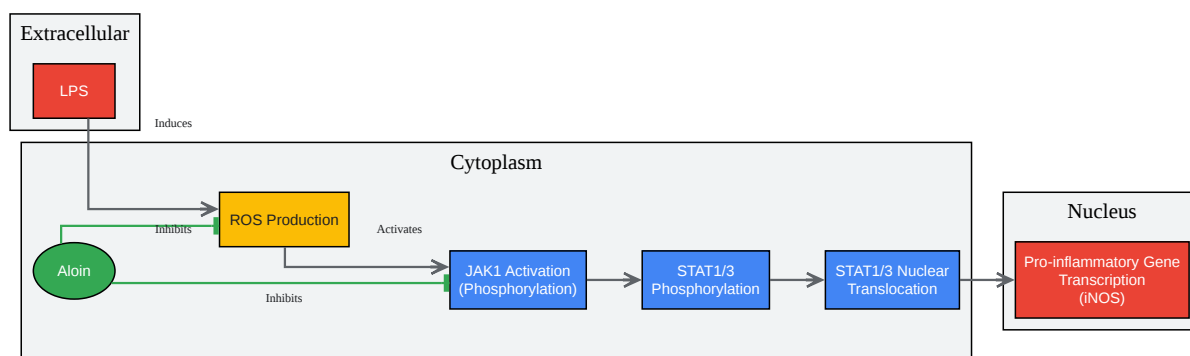 Extracellular
LPS
Induces
Cytoplasm
ROS Production
Inhibits
Activates
Aloin
Inhibits
JAK1 Activation
(Phosphorylation)
STAT1/3
Phosphorylation
STAT1/3 Nuclear
Translocation
Nucleus
Pro-inflammatory Gene
Transcription
(iNOS)